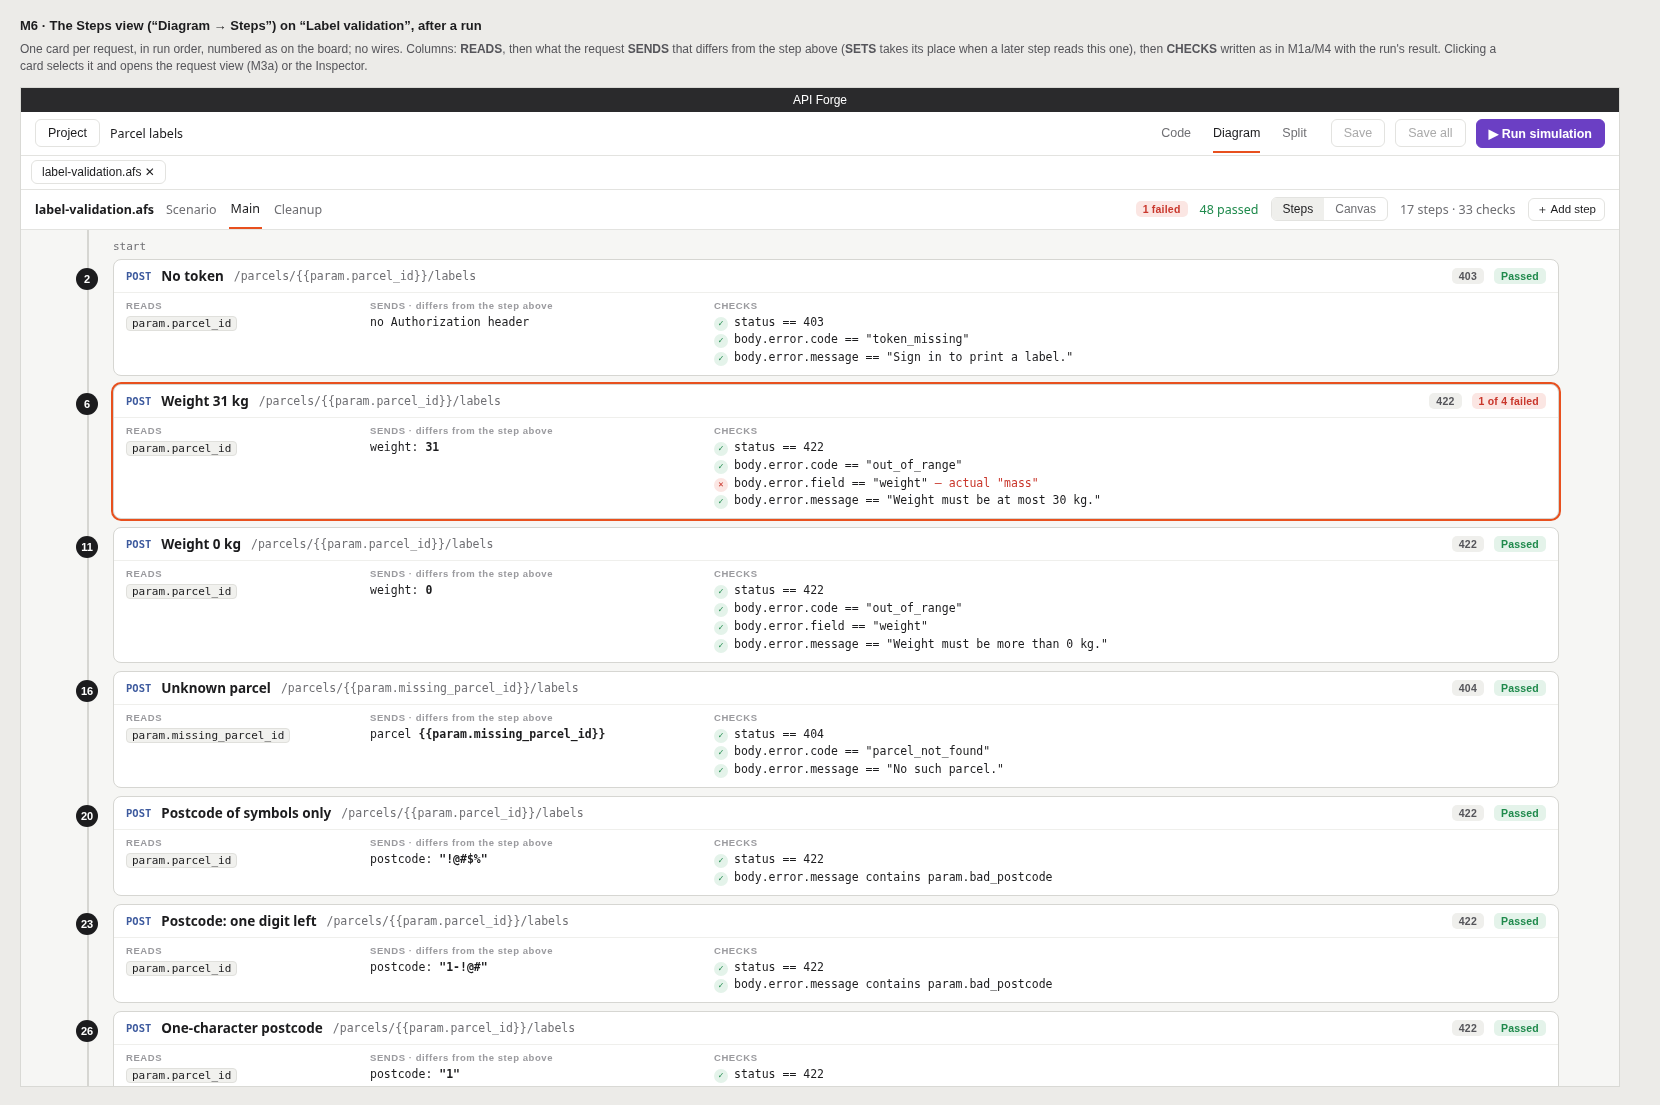 M6 · The Steps view (“Diagram → Steps”) on “Label validation”, after a run
One card per request, in run order, numbered as on the board; no wires. Columns: READS, then what the request SENDS that differs from the step above (SETS takes its place when a later step reads this one), then CHECKS written as in M1a/M4 with the run's result. Clicking a
card selects it and opens the request view (M3a) or the Inspector.
API Forge
Project Parcel labels Code Diagram Split Save Save all ▶ Run simulation
label-validation.afs ✕
label-validation.afs Scenario Main Cleanup 1 failed 48 passed Steps Canvas 17 steps · 33 checks + Add step
start
2 POST No token /parcels/{{param.parcel_id}}/labels 403 Passed
READS SENDS · differs from the step above CHECKS
param.parcel_id no Authorization header ✓ status == 403
✓ body.error.code == "token_missing"
✓ body.error.message == "Sign in to print a label."
6 POST Weight 31 kg /parcels/{{param.parcel_id}}/labels 422 1 of 4 failed
READS SENDS · differs from the step above CHECKS
param.parcel_id weight: 31 ✓ status == 422
✓ body.error.code == "out_of_range"
✕ body.error.field == "weight" — actual "mass"
✓ body.error.message == "Weight must be at most 30 kg."
11 POST Weight 0 kg /parcels/{{param.parcel_id}}/labels 422 Passed
READS SENDS · differs from the step above CHECKS
param.parcel_id weight: 0 ✓ status == 422
✓ body.error.code == "out_of_range"
✓ body.error.field == "weight"
✓ body.error.message == "Weight must be more than 0 kg."
16 POST Unknown parcel /parcels/{{param.missing_parcel_id}}/labels 404 Passed
READS SENDS · differs from the step above CHECKS
param.missing_parcel_id parcel {{param.missing_parcel_id}} ✓ status == 404
✓ body.error.code == "parcel_not_found"
✓ body.error.message == "No such parcel."
20 POST Postcode of symbols only /parcels/{{param.parcel_id}}/labels 422 Passed
READS SENDS · differs from the step above CHECKS
param.parcel_id postcode: "!@#$%" ✓ status == 422
✓ body.error.message contains param.bad_postcode
23 POST Postcode: one digit left /parcels/{{param.parcel_id}}/labels 422 Passed
READS SENDS · differs from the step above CHECKS
param.parcel_id postcode: "1-!@#" ✓ status == 422
✓ body.error.message contains param.bad_postcode
26 POST One-character postcode /parcels/{{param.parcel_id}}/labels 422 Passed
READS SENDS · differs from the step above CHECKS
param.parcel_id postcode: "1" ✓ status == 422